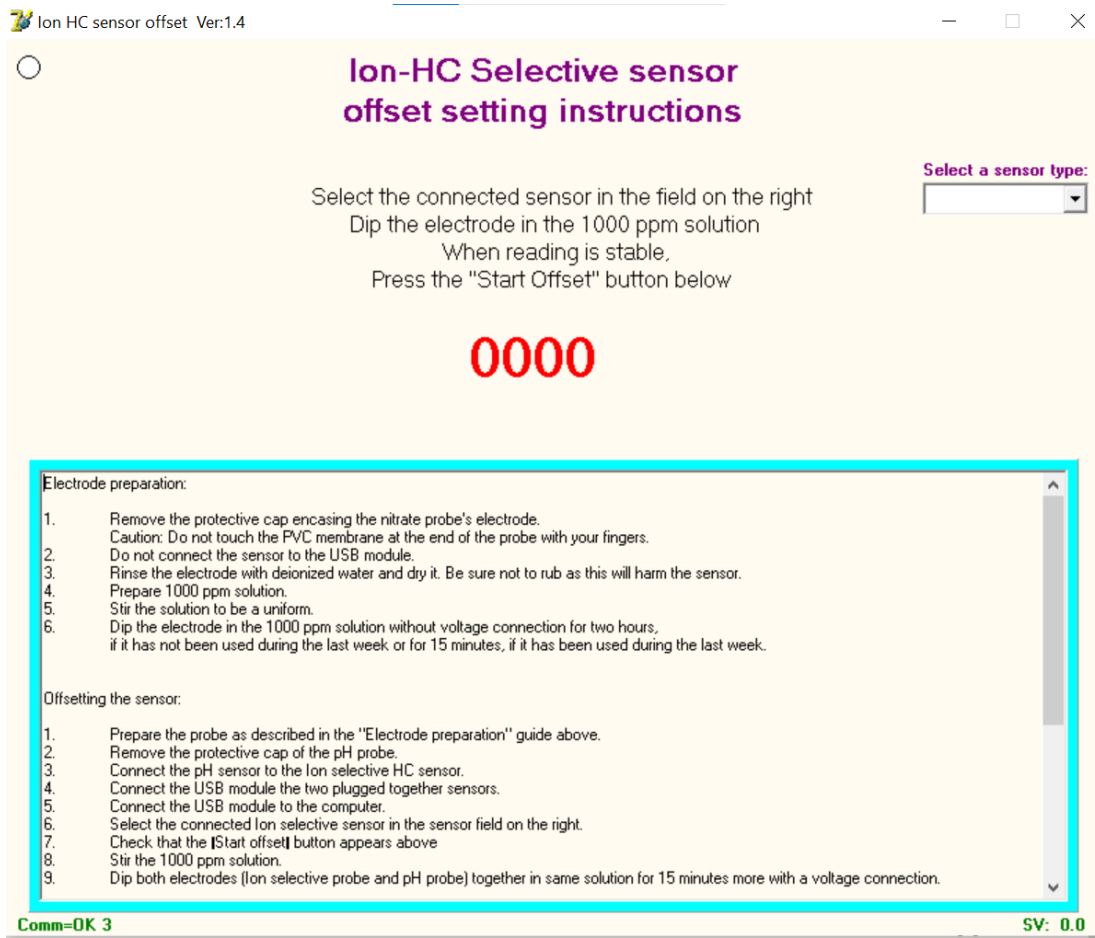 Ion HC sensor offset  Ver:1.4
Ion-HC Selective sensor
offset setting instructions
Select a sensor type:
Select the connected sensor in the field on the right
Dip the electrode in the 1000 ppm solution
When reading is stable,
Press the "Start Offset" button below
0000
Electrode preparation:
1. Remove the protective cap encasing the nitrate probe's electrode.
Caution: Do not touch the PVC membrane at the end of the probe with your fingers.
2. Do not connect the sensor to the USB module.
3. Rinse the electrode with deionized water and dry it. Be sure not to rub as this will harm the sensor.
4. Prepare 1000 ppm solution.
5. Stir the solution to be a uniform.
6. Dip the electrode in the 1000 ppm solution without voltage connection for two hours,
if it has not been used during the last week or for 15 minutes, if it has been used during the last week.
Offsetting the sensor:
1. Prepare the probe as described in the "Electrode preparation" guide above.
2. Remove the protective cap of the pH probe.
3. Connect the pH sensor to the Ion selective HC sensor.
4. Connect the USB module the two plugged together sensors.
5. Connect the USB module to the computer.
6. Select the connected Ion selective sensor in the sensor field on the right.
7. Check that the |Start offset| button appears above
8. Stir the 1000 ppm solution.
9. Dip both electrodes (Ion selective probe and pH probe) together in same solution for 15 minutes more with a voltage connection.
Comm=OK 3
SV: 0.0